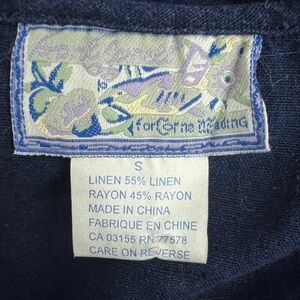 for
S
LINEN 55% LINEN
RAYON 45% RAYON
MADE IN CHINA
FABRIQUE EN CHINE
CA 03155 RN 77578
CARE ON REVERSE